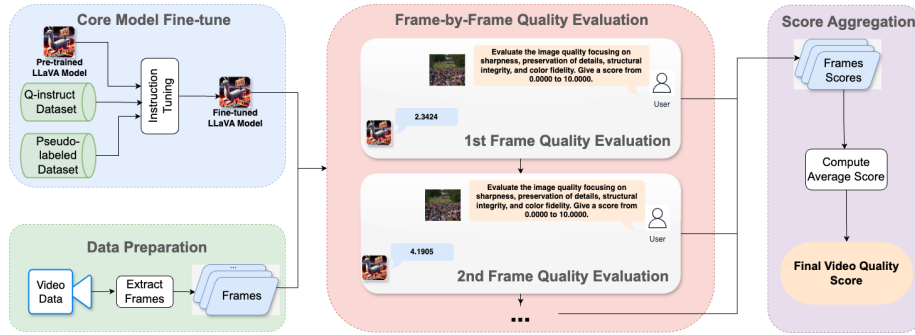 Core Model Fine-tune
Pre-trained
LLaVA Model
Q-instruct
Dataset
Pseudo-
labeled
Dataset
Instruction
Tuning
Fine-tuned
LLaVA Model
Data Preparation
Video
Data
Extract
Frames
...
Frames
Frame-by-Frame Quality Evaluation
Evaluate the image quality focusing on
sharpness, preservation of details, structural
integrity, and color fidelity. Give a score from
0.0000 to 10.0000.
User
2.3424
1st Frame Quality Evaluation
Evaluate the image quality focusing on
sharpness, preservation of details, structural
integrity, and color fidelity. Give a score from
0.0000 to 10.0000.
User
4.1905
2nd Frame Quality Evaluation
...
Score Aggregation
Frames
Scores
Compute
Average Score
Final Video Quality
Score